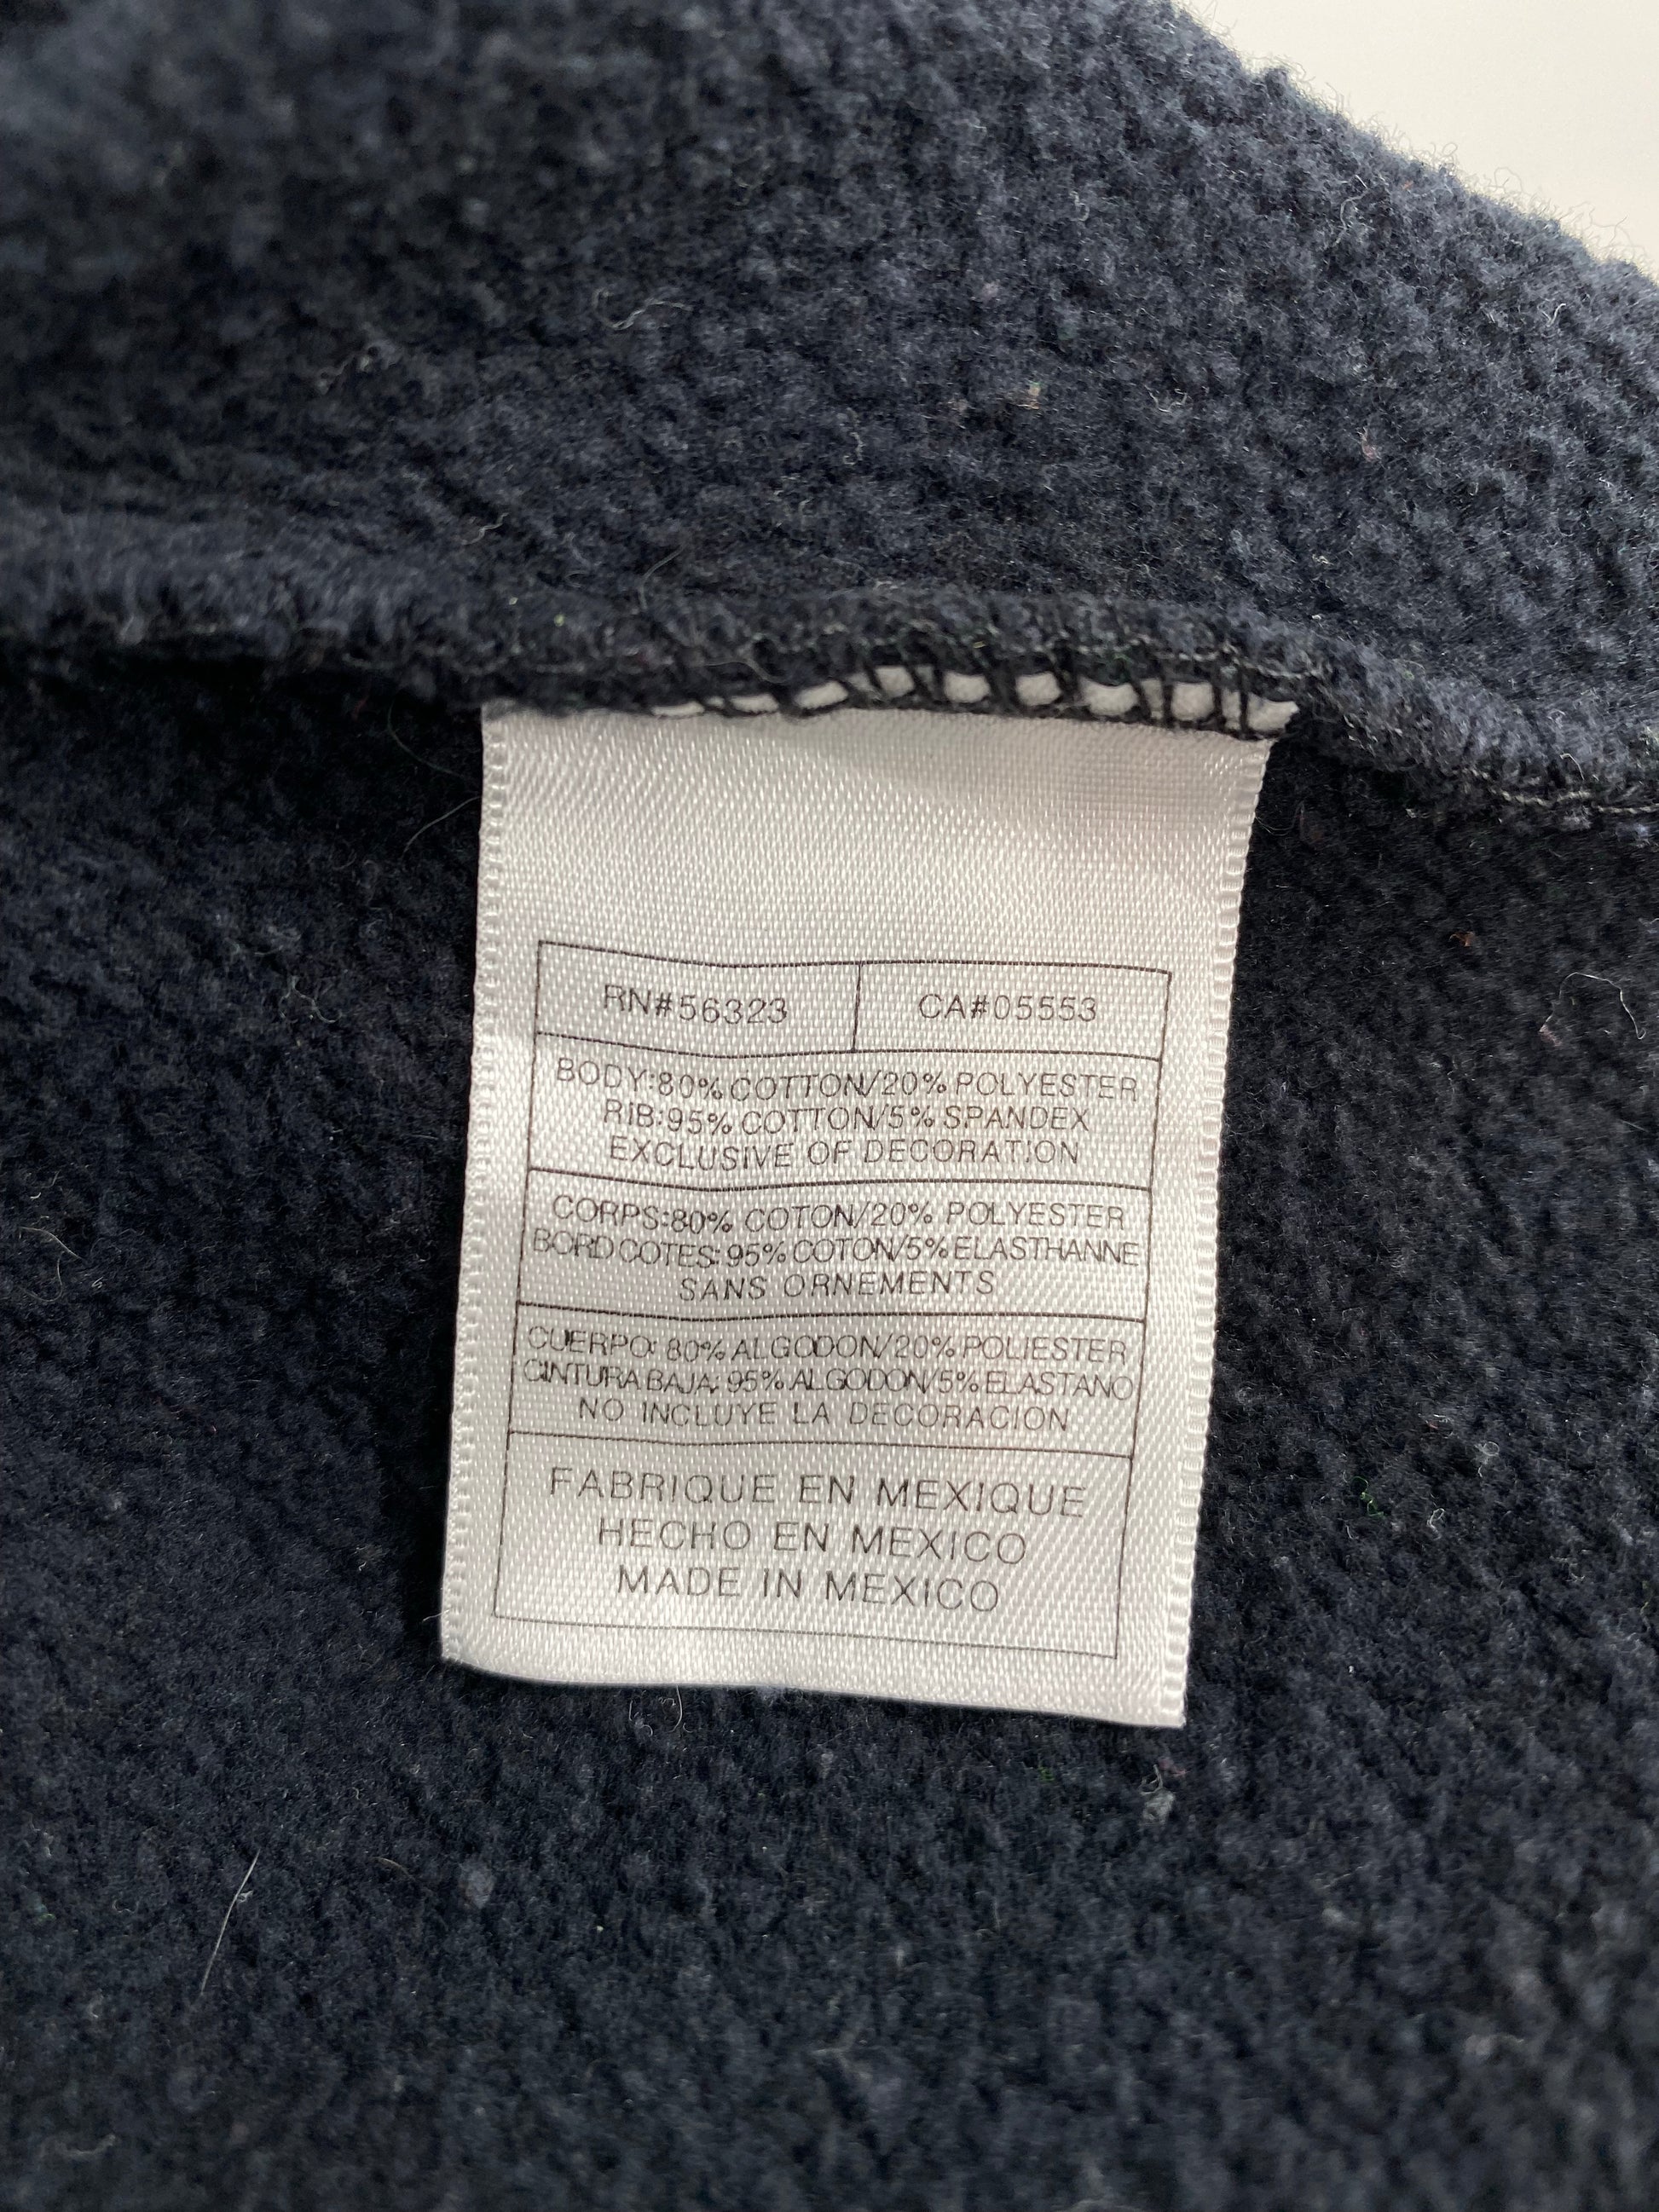 RN#56323 CA#05553
BODY:80% COTTON/20% POLYESTER
RIB:95% COTTON/5% SPANDEX
EXCLUSIVE OF DECORATION
CORPS:80% COTON/20% POLYESTER
BORD COTES: 95% COTON/5% ELASTHANNE
SANS ORNEMENTS
CUERPO: 80% ALGODON/20% POLIESTER
CINTURA BAJA: 95% ALGODON/5% ELASTANO
NO INCLUYE LA DECORACION
FABRIQUE EN MEXIQUE
HECHO EN MEXICO
MADE IN MEXICO